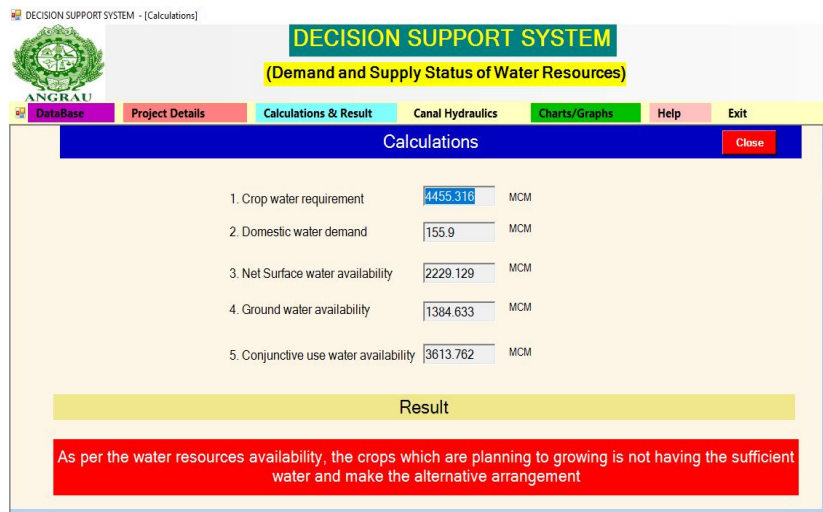 DECISION SUPPORT SYSTEM - [Calculations]
DECISION SUPPORT SYSTEM
(Demand and Supply Status of Water Resources)
ANGRAU
DataBase Project Details Calculations & Result Canal Hydraulics Charts/Graphs Help Exit
Calculations Close
1. Crop water requirement 4455.316 MCM
2. Domestic water demand 155.9 MCM
3. Net Surface water availability 2229.129 MCM
4. Ground water availability 1384.633 MCM
5. Conjunctive use water availability 3613.762 MCM
Result
As per the water resources availability, the crops which are planning to growing is not having the sufficient
water and make the alternative arrangement